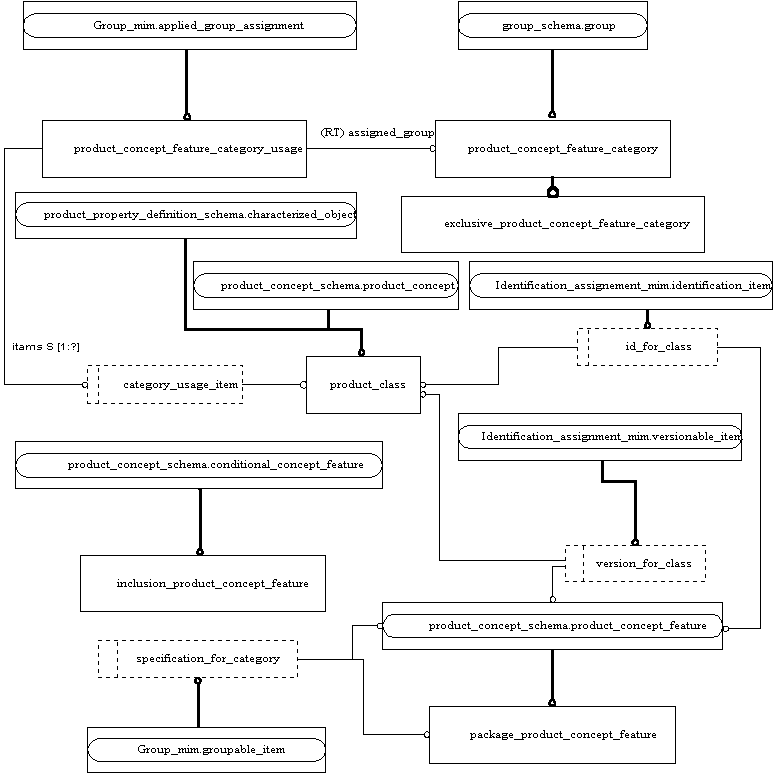 Group_mim.applied_group_assignment
group_schema.group
(RT) assigned_group
product_concept_feature_category_usage
product_concept_feature_category
product_property_definition_schema.characterized_object
exclusive_product_concept_feature_category
product_concept_schema.product_concept
Identification_assignement_mim.identification_item
items S [1:?]
id_for_class
category_usage_item
product_class
Identification_assignment_mim.versionable_item
product_concept_schema.conditional_concept_feature
version_for_class
inclusion_product_concept_feature
product_concept_schema.product_concept_feature
specification_for_category
package_product_concept_feature
Group_mim.groupable_item